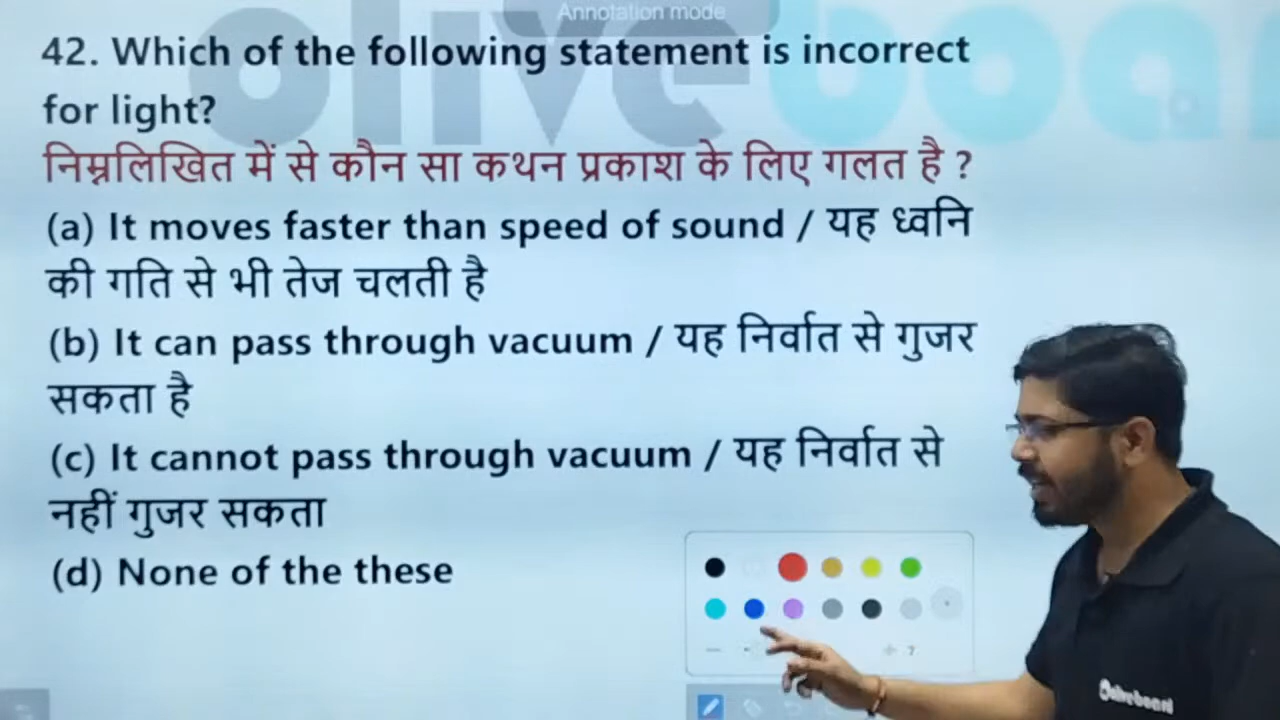 Annotation mode
oliveboar
42. Which of the following statement is incorrect
for light?
निम्नलिखित में से कौन सा कथन प्रकाश के लिए गलत है ?
(a) It moves faster than speed of sound / यह ध्वनि
की गति से भी तेज चलती है
(b) It can pass through vacuum / यह निर्वात से गुजर
सकता है
(c) It cannot pass through vacuum / यह निर्वात से
नहीं गुजर सकता
(d) None of the these
oliveboard